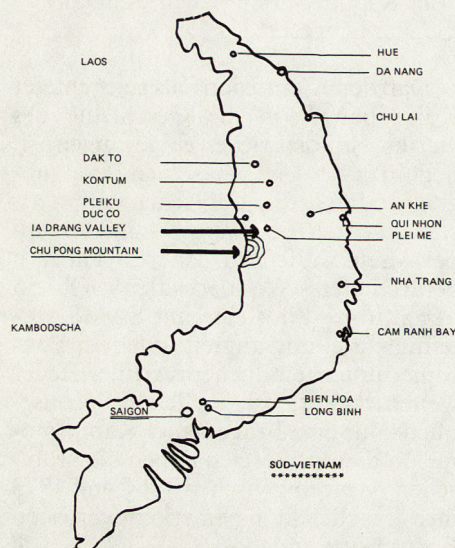 HUE
LAOS
DA NANG
CHU LAI
DAK TO
KONTUM
PLEIKU
DUC CO
AN KHE
QUI NHON
IA DRANG VALLEY
PLEI ME
CHU PONG MOUNTAIN
NHA TRANG
KAMBODSCHA
CAM RANH BAY
BIEN HOA
SAIGON
LONG BINH
SÜD-VIETNAM